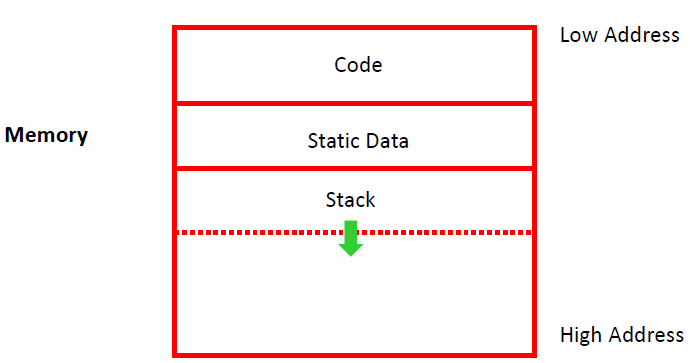 Low Address
Code
Memory
Static Data
Stack
High Address